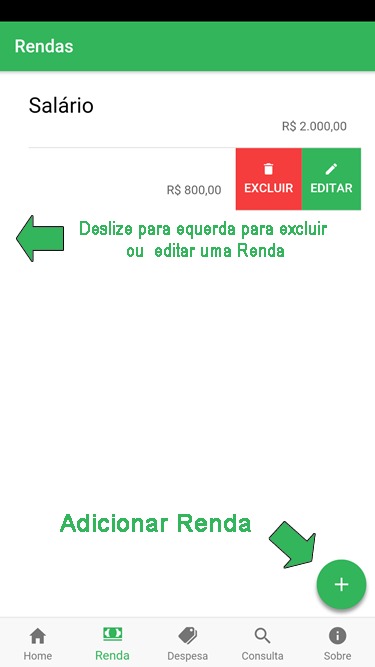 Rendas
Salário
R$ 2.000,00
R$ 800,00
EXCLUIR
EDITAR
Deslize para equerda para excluir
ou editar uma Renda
Adicionar Renda
Home
Renda
Despesa
Consulta
Sobre